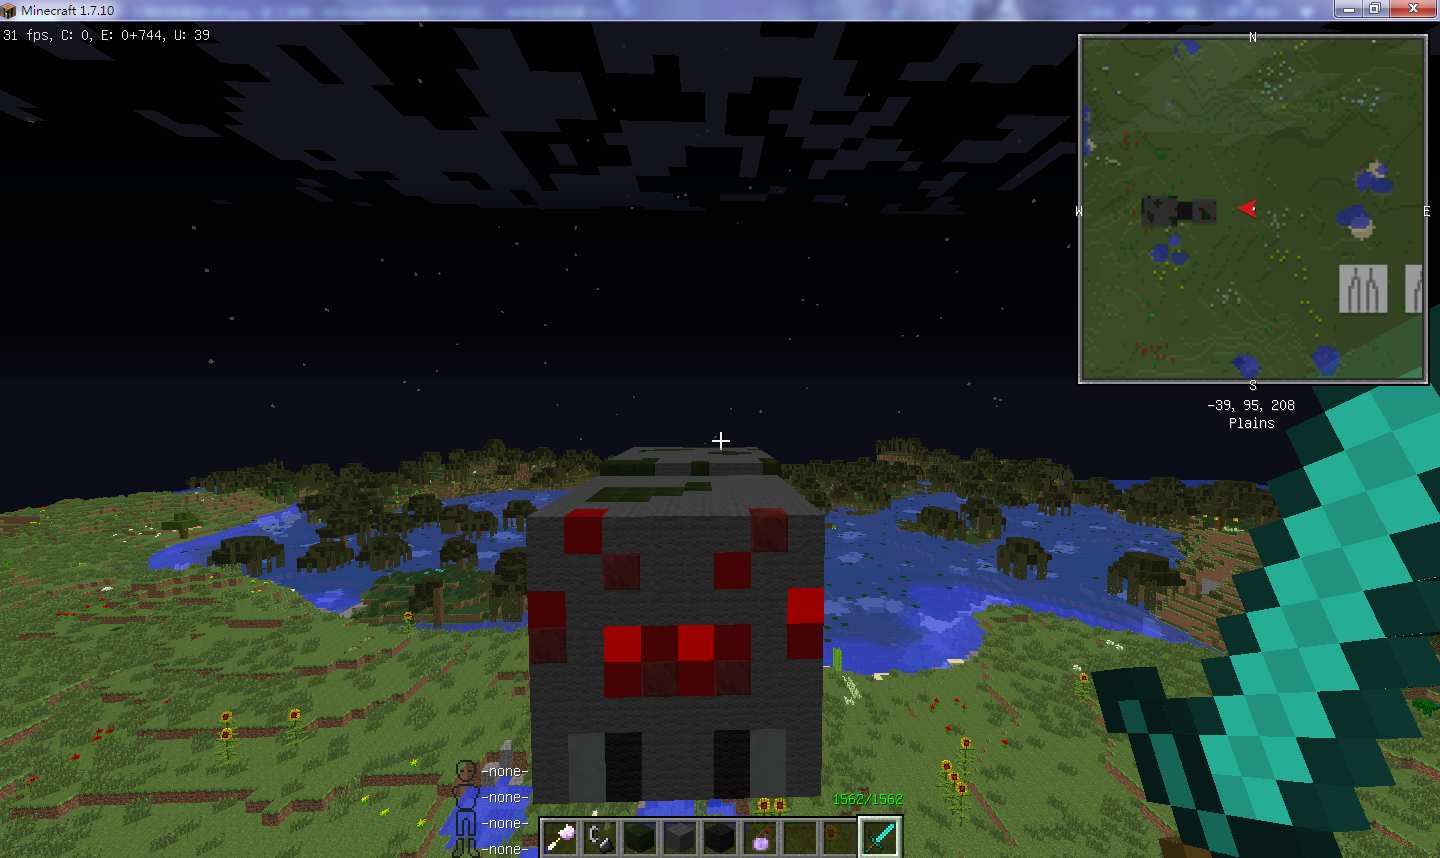 Minecraft 1.7.10
31 fps, C: 0, E: 0+744, U: 39
N
W
E
S
-39, 95, 208
Plains
-none-
-none-
1562/1562
-none-
-none-